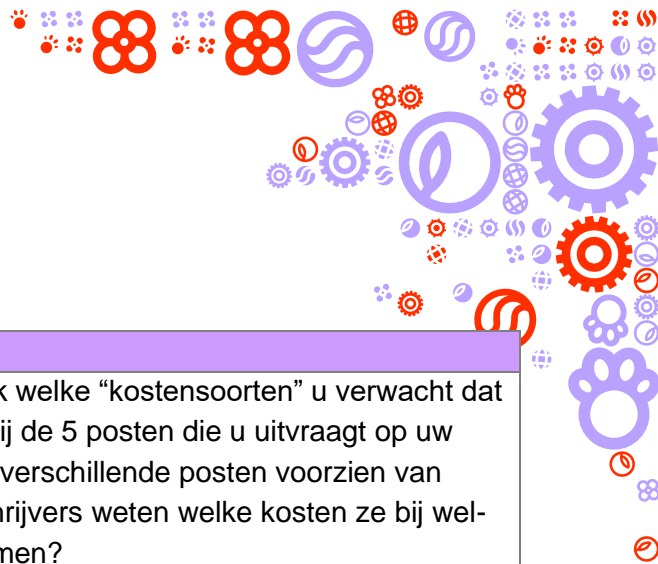 k welke “kostensoorten” u verwacht dat
ij de 5 posten die u uitvraagt op uw
verschillende posten voorzien van
rijvers weten welke kosten ze bij wel-
men?